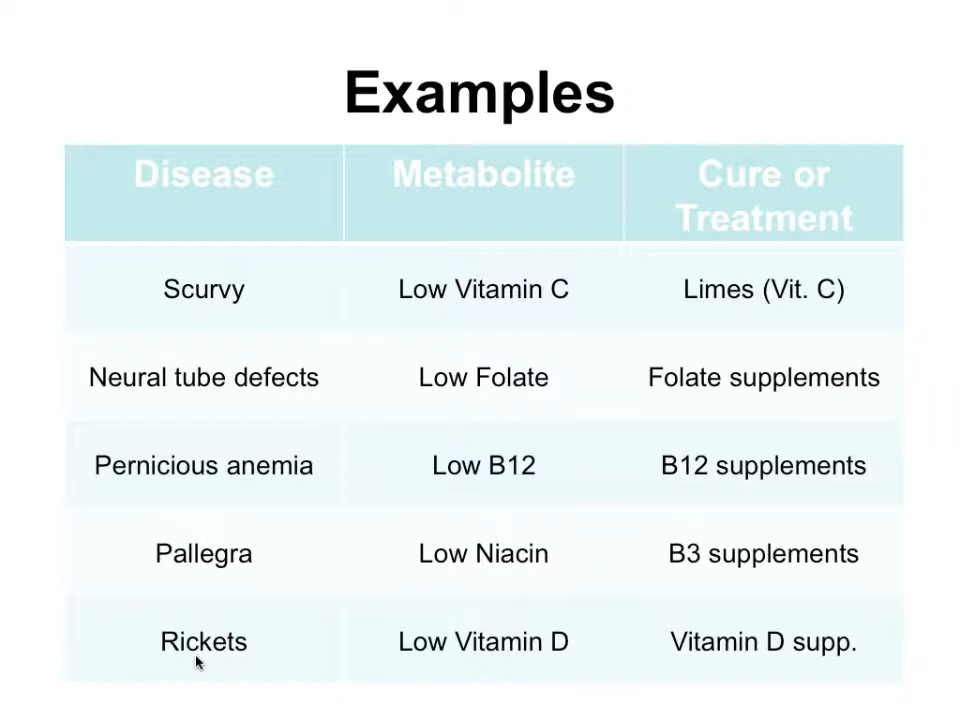 Examples
Disease Metabolite Cure or
Treatment
Scurvy Low Vitamin C Limes (Vit. C)
Neural tube defects Low Folate Folate supplements
Pernicious anemia Low B12 B12 supplements
Pallegra Low Niacin B3 supplements
Rickets Low Vitamin D Vitamin D supp.